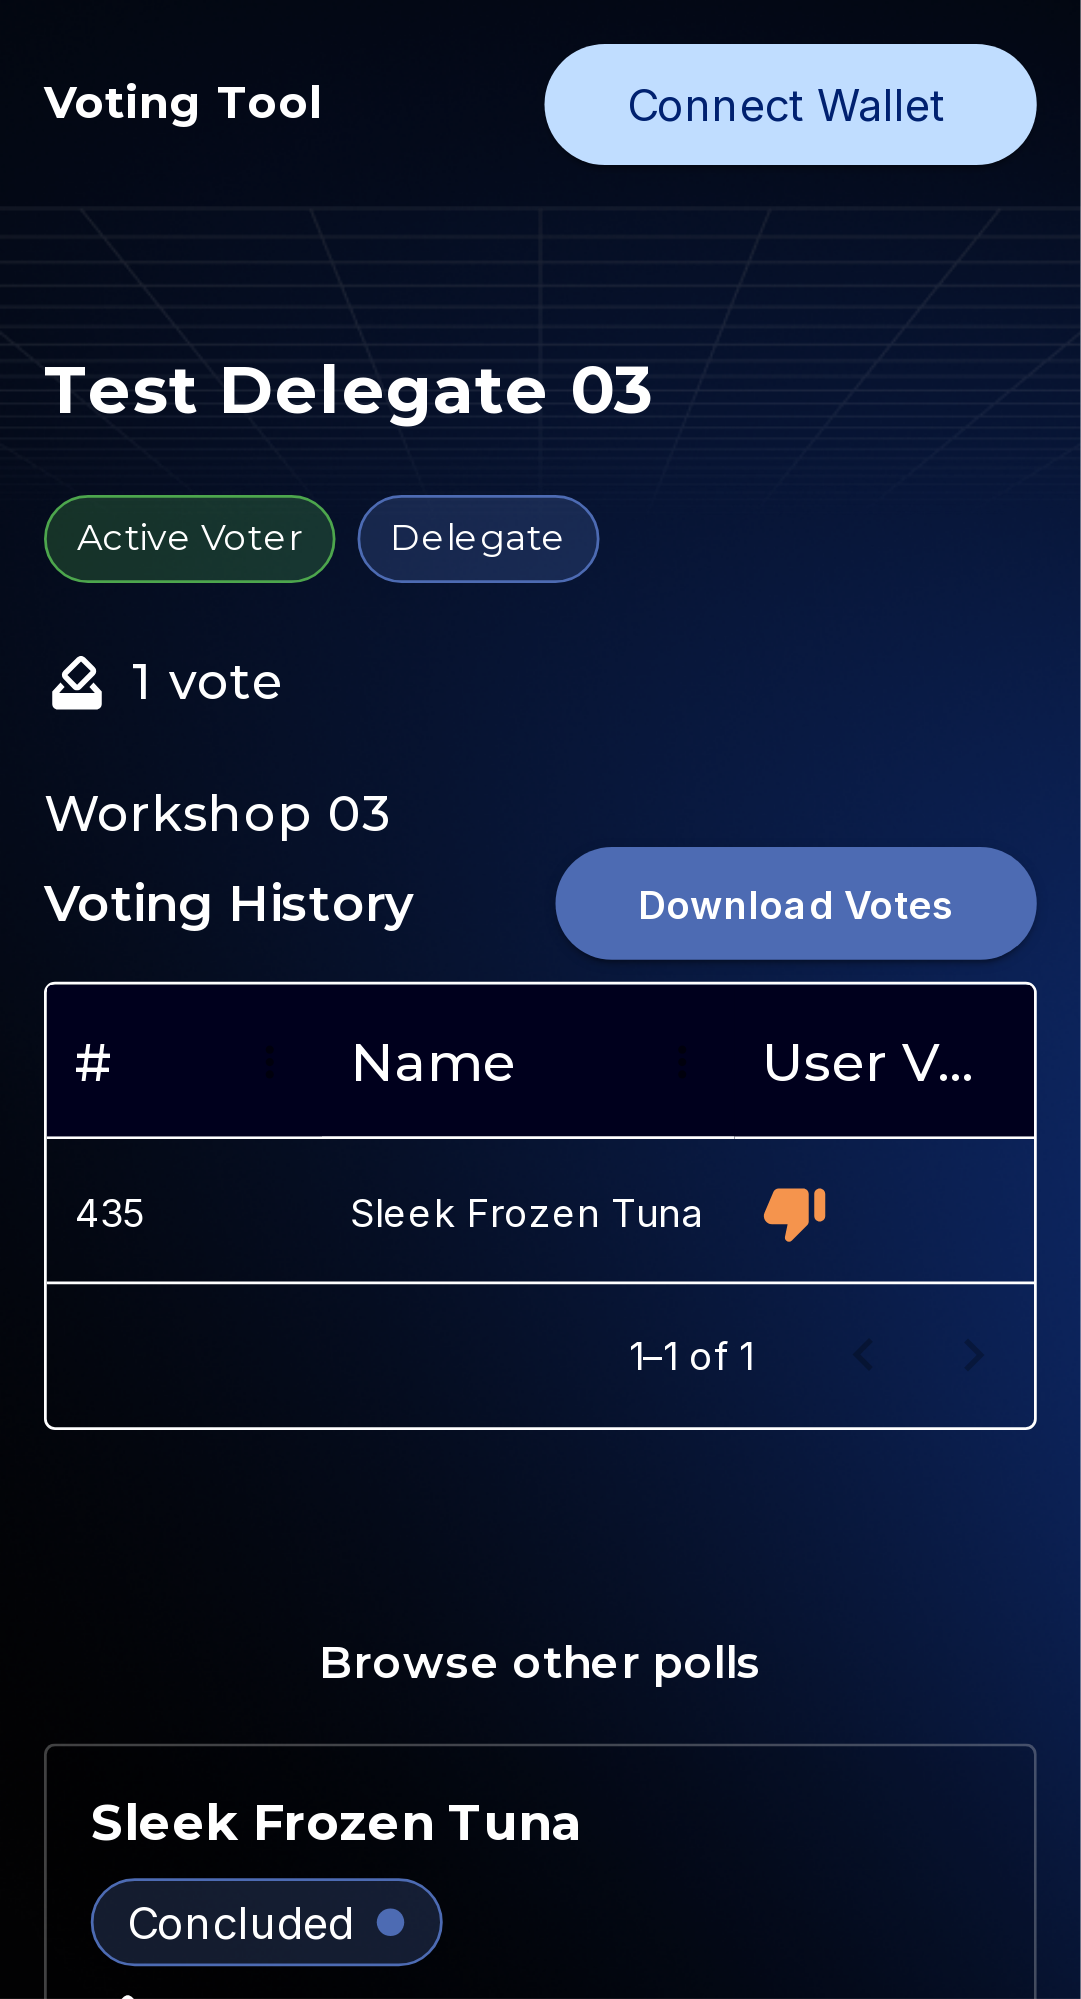 Voting Tool
Connect Wallet
Test Delegate 03
Active Voter
Delegate
1 vote
Workshop 03
Voting History
Download Votes
# Name User V...
435 Sleek Frozen Tuna
1–1 of 1
Browse other polls
Sleek Frozen Tuna
Concluded